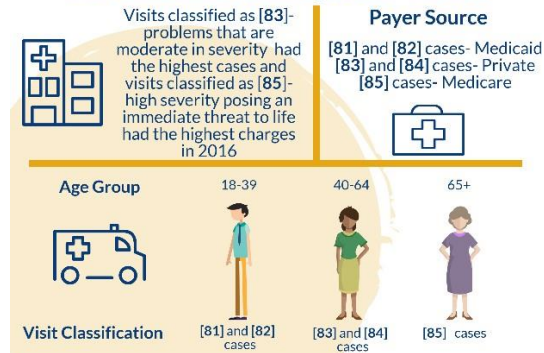 Visits classified as [83]-
problems that are
moderate in severity had
the highest cases and
visits classified as [85]-
high severity posing an
immediate threat to life
had the highest charges
in 2016
Payer Source
[81] and [82] cases- Medicaid
[83] and [84] cases- Private
[85] cases- Medicare
Age Group
18-39
40-64
65+
Visit Classification
[81] and [82]
cases
[83] and [84]
cases
[85] cases